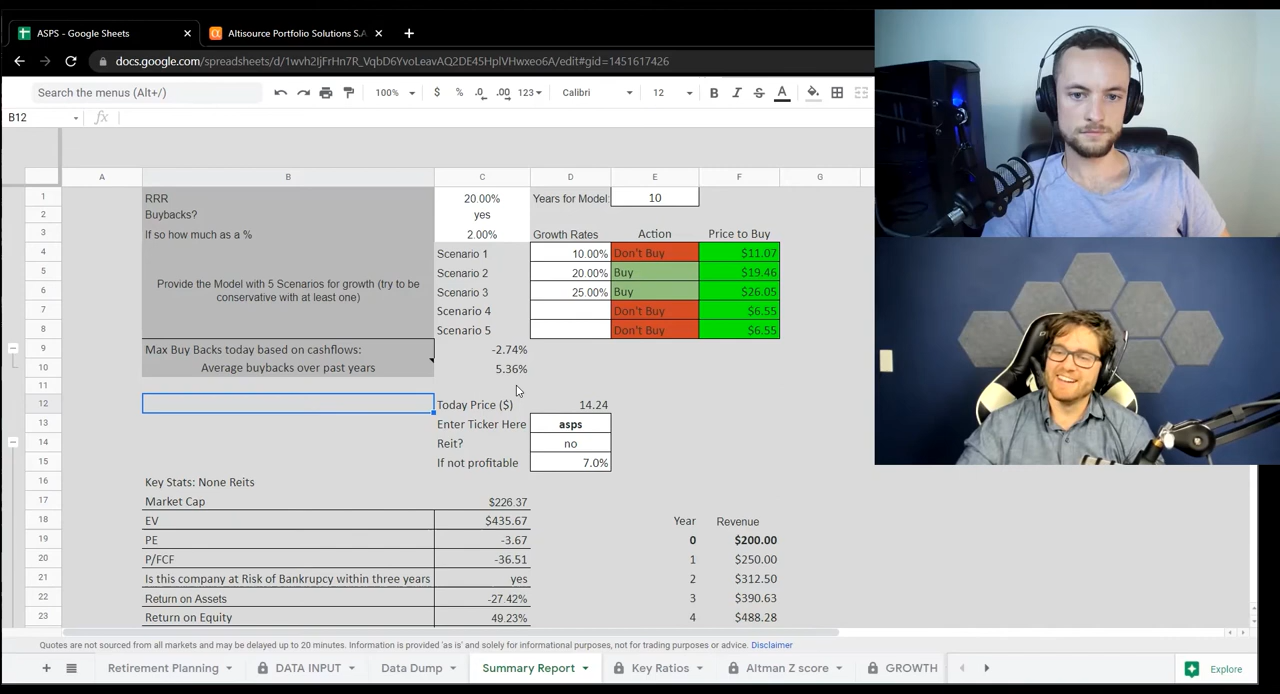 ASPS - Google Sheets
Altisource Portfolio Solutions S.A
docs.google.com/spreadsheets/d/1wvh2ljFrHn7R_VqbD6YvoLeavAQ2DE45HplVHwxeo6A/edit#gid=1451617426
Search the menus (Alt+/) 100% $ % .0 .00 123 Calibri 12 B I S A
B12 fx
A B C D E F G
1 RRR 20.00% Years for Model: 10
2 Buybacks? yes
3 If so how much as a % 2.00% Growth Rates Action Price to Buy
4 Scenario 1 10.00% Don't Buy $11.07
5 Scenario 2 20.00% Buy $19.46
Provide the Model with 5 Scenarios for growth (try to be
conservative with at least one)
6 Scenario 3 25.00% Buy $26.05
7 Scenario 4 Don't Buy $6.55
8 Scenario 5 Don't Buy $6.55
9 Max Buy Backs today based on cashflows: -2.74%
10 Average buybacks over past years 5.36%
11
12 Today Price ($) 14.24
13 Enter Ticker Here asps
14 Reit? no
15 If not profitable 7.0%
16 Key Stats: None Reits
17 Market Cap $226.37
18 EV $435.67 Year Revenue
19 PE -3.67 0 $200.00
20 P/FCF -36.51 1 $250.00
21 Is this company at Risk of Bankrupcy within three years yes 2 $312.50
22 Return on Assets -27.42% 3 $390.63
23 Return on Equity 49.23% 4 $488.28
Quotes are not sourced from all markets and may be delayed up to 20 minutes. Information is provided 'as is' and solely for informational purposes, not for trading purposes or advice. Disclaimer
Retirement Planning DATA INPUT Data Dump Summary Report Key Ratios Altman Z score GROWTH Explore